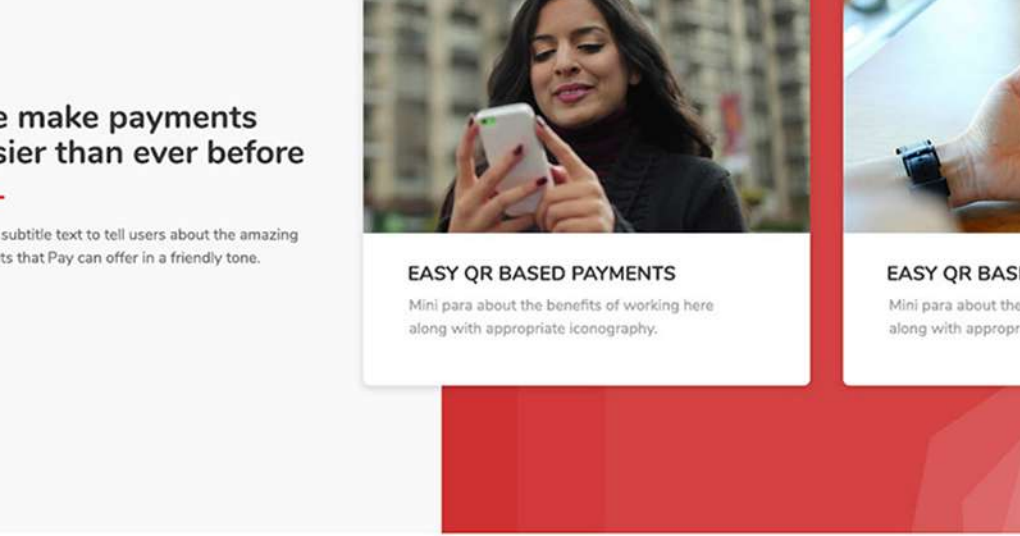 e make payments
sier than ever before
subtitle text to tell users about the amazing
ts that Pay can offer in a friendly tone.
EASY QR BASED PAYMENTS
Mini para about the benefits of working here
along with appropriate iconography.
EASY QR BASE
Mini para about the
along with appropr